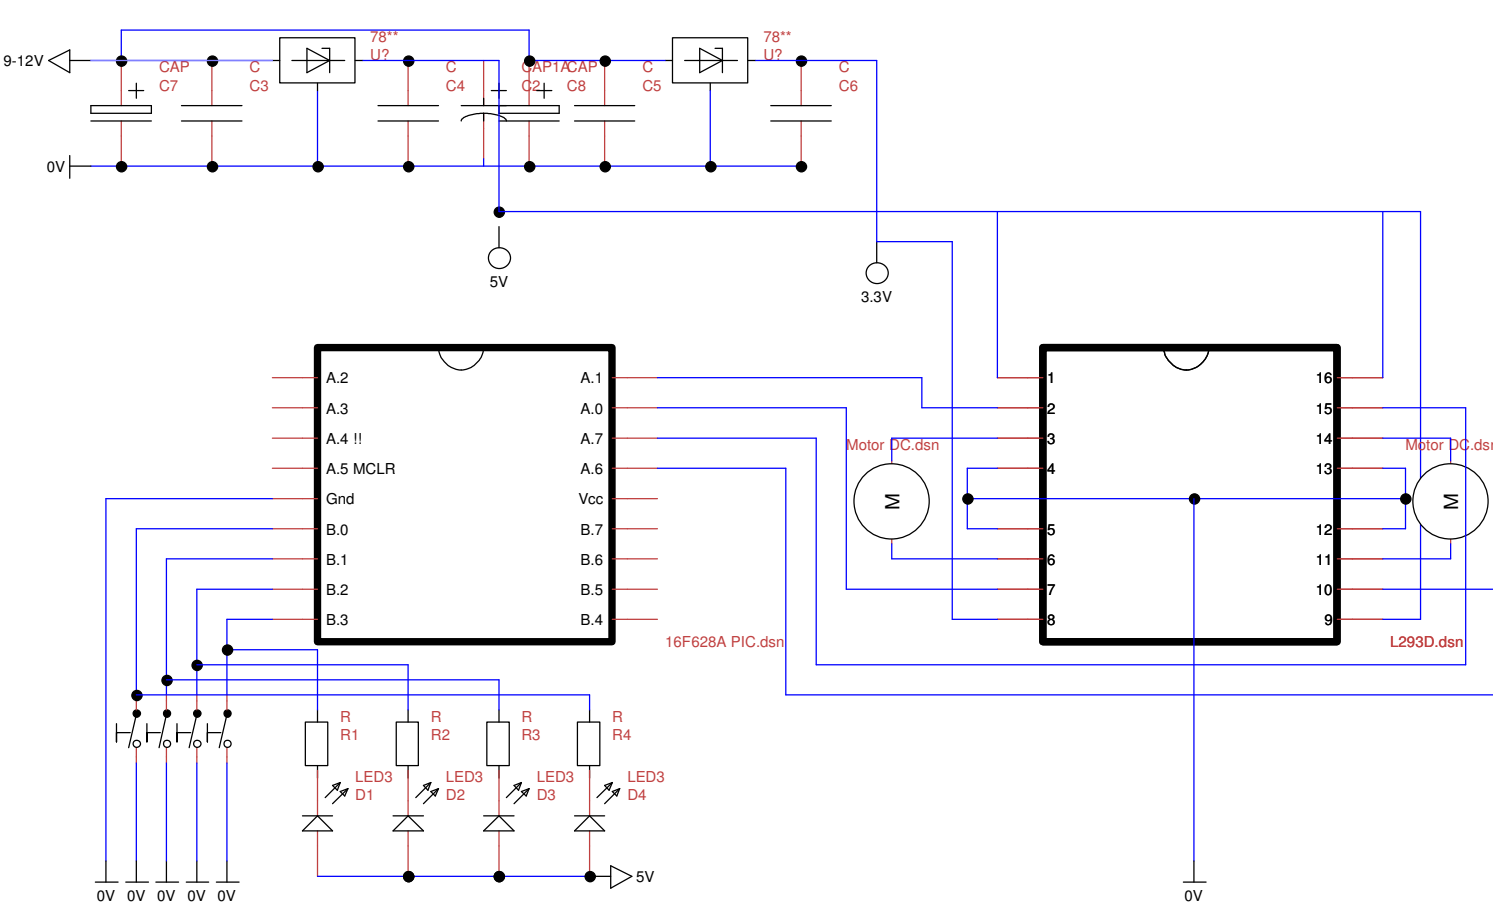 9-12V
CAP
C7
C
C3
78**
U?
C
C4
CAP1A
C2
CAP
C8
C
C5
78**
U?
C
C6
0V
5V
3.3V
A.2
A.3
A.4 !!
A.5 MCLR
Gnd
B.0
B.1
B.2
B.3
A.1
A.0
A.7
A.6
Vcc
B.7
B.6
B.5
B.4
16F628A PIC.dsn
Motor DC.dsn
M
1
2
3
4
5
6
7
8
16
15
14
13
12
11
10
9
Motor DC.dsn
M
L293D.dsn
R
R1
R
R2
R
R3
R
R4
LED3
D1
LED3
D2
LED3
D3
LED3
D4
5V
0V
0V
0V
0V
0V
0V